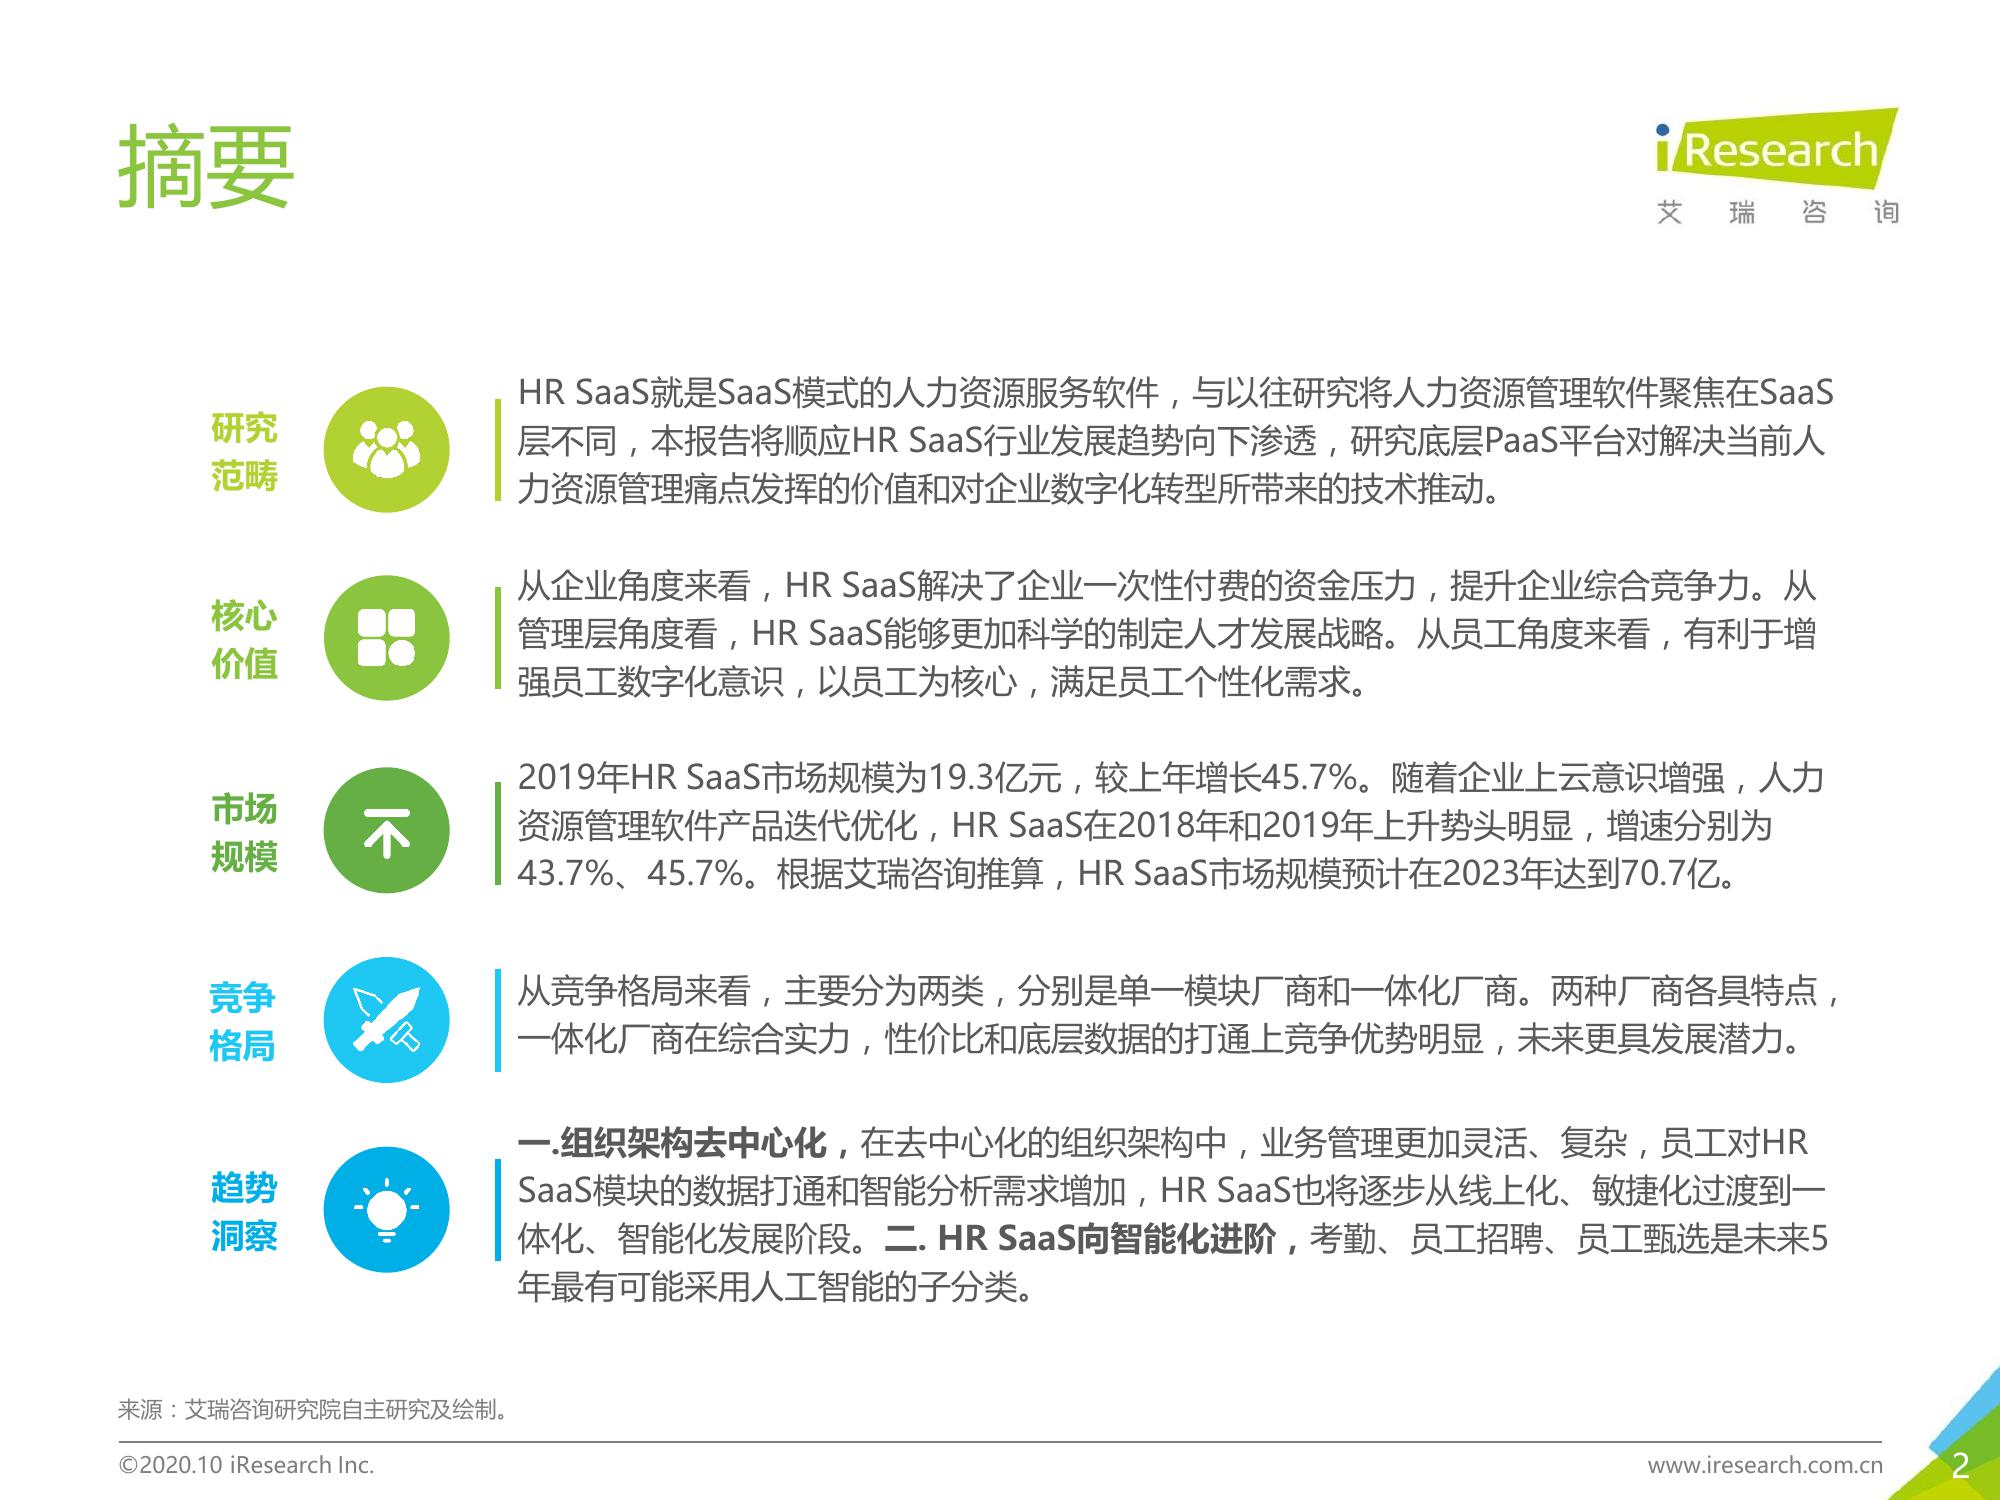 摘要
iResearch
艾瑞咨询
研究
范畴
HR SaaS就是SaaS模式的人力资源服务软件，与以往研究将人力资源管理软件聚焦在SaaS
层不同，本报告将顺应HR SaaS行业发展趋势向下渗透，研究底层PaaS平台对解决当前人
力资源管理痛点发挥的价值和对企业数字化转型所带来的技术推动。
核心
价值
从企业角度来看，HR SaaS解决了企业一次性付费的资金压力，提升企业综合竞争力。从
管理层角度看，HR SaaS能够更加科学的制定人才发展战略。从员工角度来看，有利于增
强员工数字化意识，以员工为核心，满足员工个性化需求。
市场
规模
2019年HR SaaS市场规模为19.3亿元，较上年增长45.7%。随着企业上云意识增强，人力
资源管理软件产品迭代优化，HR SaaS在2018年和2019年上升势头明显，增速分别为
43.7%、45.7%。根据艾瑞咨询推算，HR SaaS市场规模预计在2023年达到70.7亿。
竞争
格局
从竞争格局来看，主要分为两类，分别是单一模块厂商和一体化厂商。两种厂商各具特点，
一体化厂商在综合实力，性价比和底层数据的打通上竞争优势明显，未来更具发展潜力。
趋势
洞察
一.组织架构去中心化，在去中心化的组织架构中，业务管理更加灵活、复杂，员工对HR
SaaS模块的数据打通和智能分析需求增加，HR SaaS也将逐步从线上化、敏捷化过渡到一
体化、智能化发展阶段。二. HR SaaS向智能化进阶，考勤、员工招聘、员工甄选是未来5
年最有可能采用人工智能的子分类。
来源：艾瑞咨询研究院自主研究及绘制。
©2020.10 iResearch Inc.
www.iresearch.com.cn
2